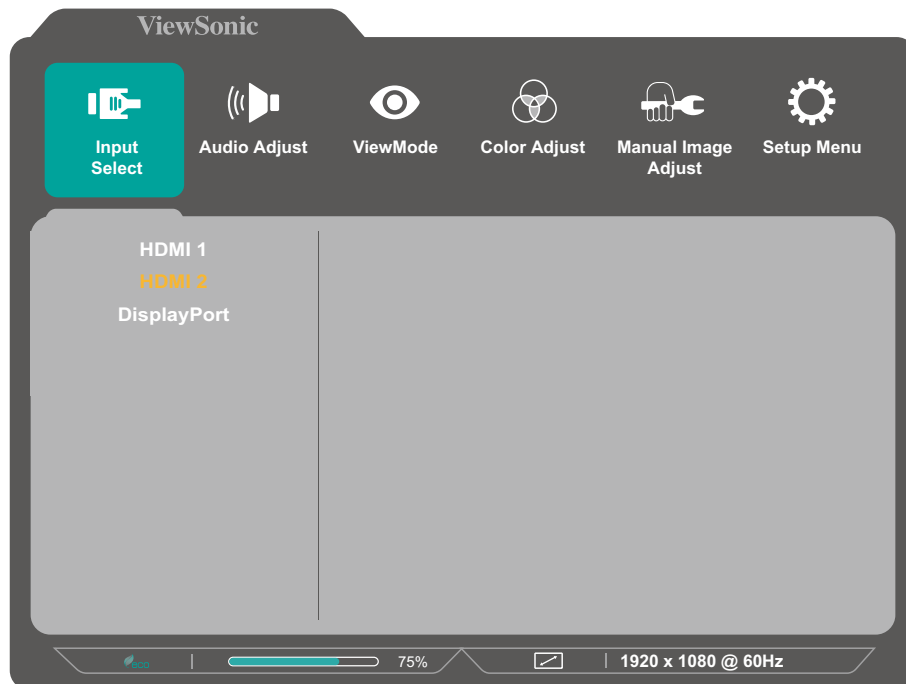 ViewSonic
Input
Select
Audio Adjust
ViewMode
Color Adjust
Manual Image
Adjust
Setup Menu
HDMI 1
HDMI 2
DisplayPort
eco
75%
1920 x 1080 @ 60Hz